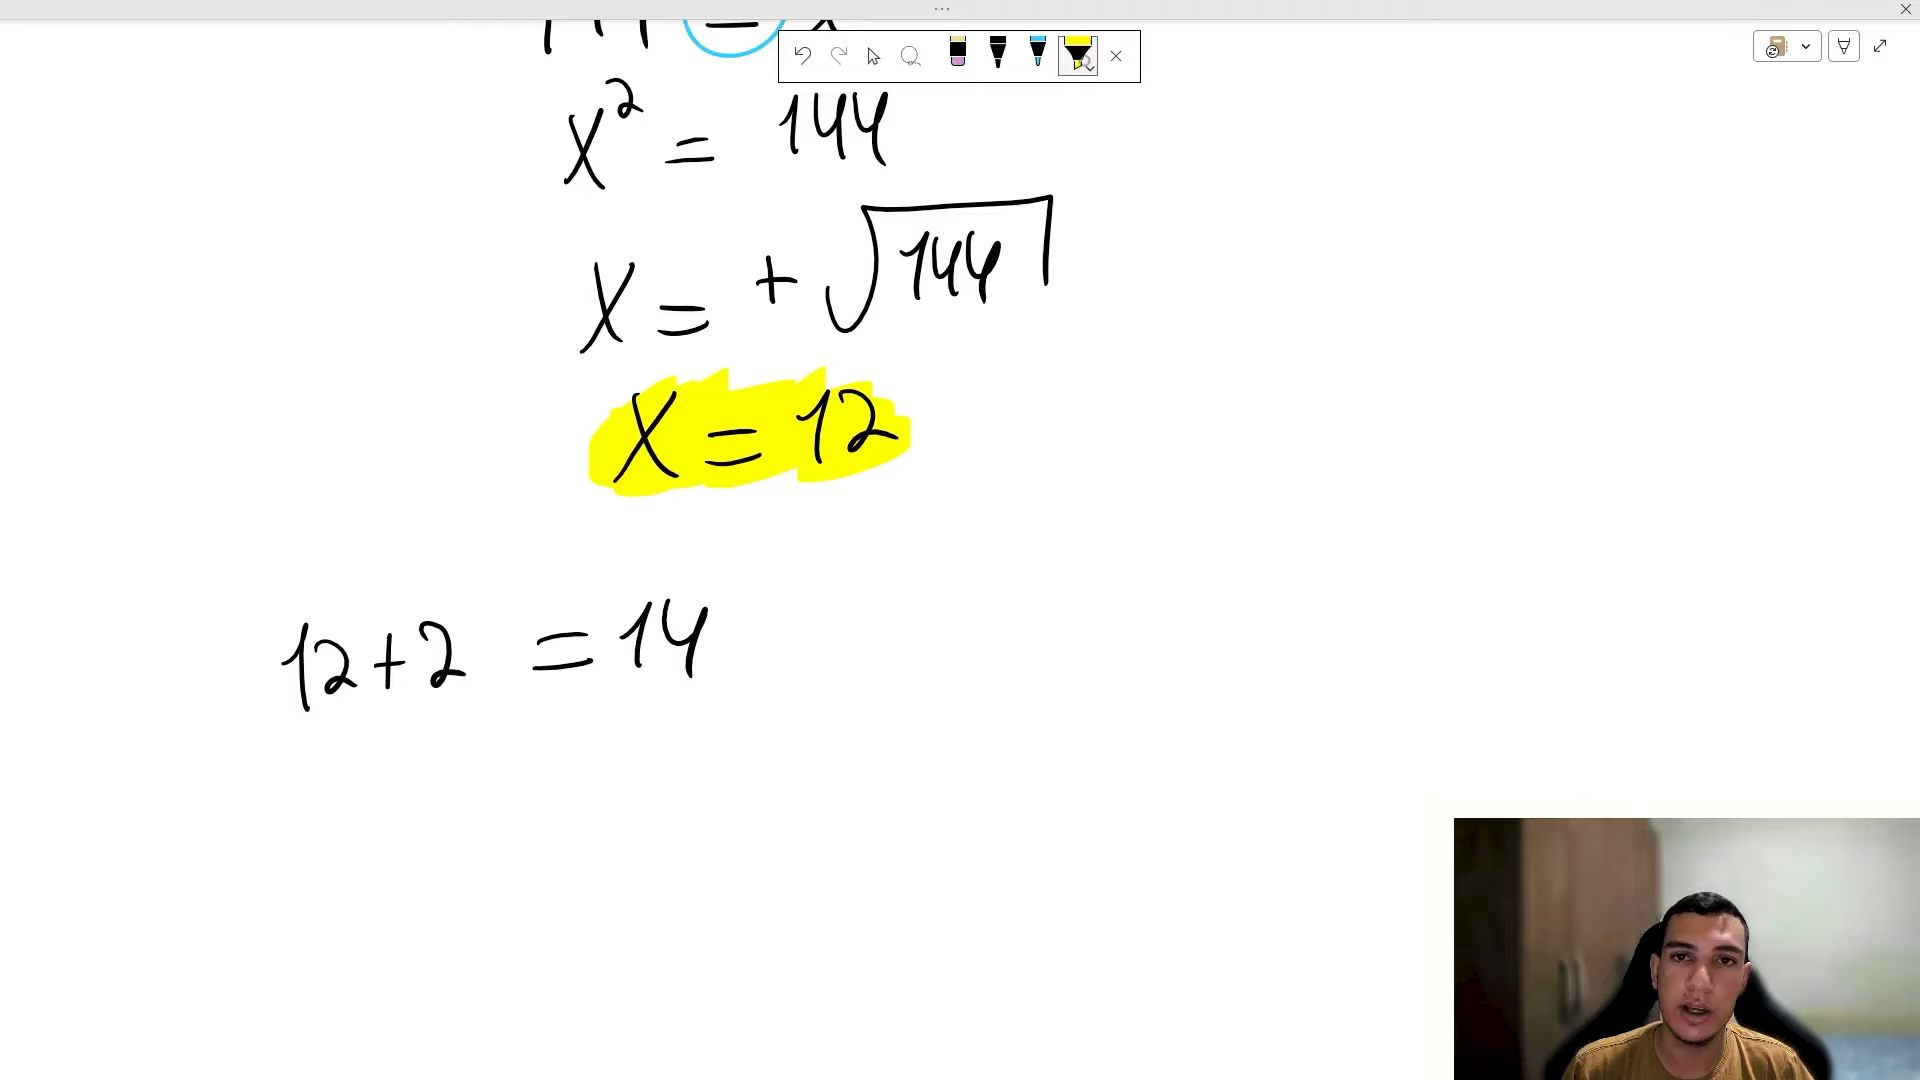 x² = 144
x = + √144
x = 12
12 + 2 = 14